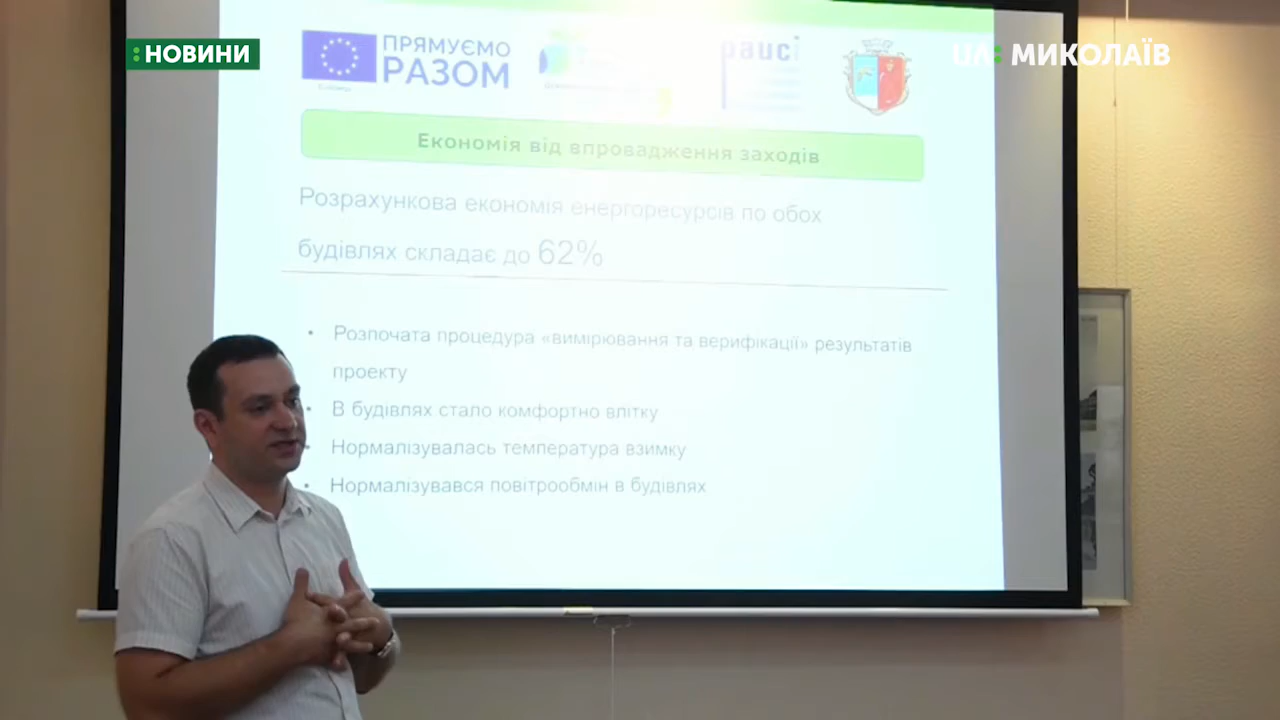 НОВИНИ
UA: МИКОЛАЇВ
ПРЯМУЄМО
РАЗОМ
pauci
Економія від впровадження заходів
Розрахункова економія енергоресурсів по обох
будівлях складає до 62%
• Розпочата процедура «вимірювання та верифікації» результатів
проекту
• В будівлях стало комфортно влітку
• Нормалізувалась температура взимку
• Нормалізувався повітрообмін в будівлях